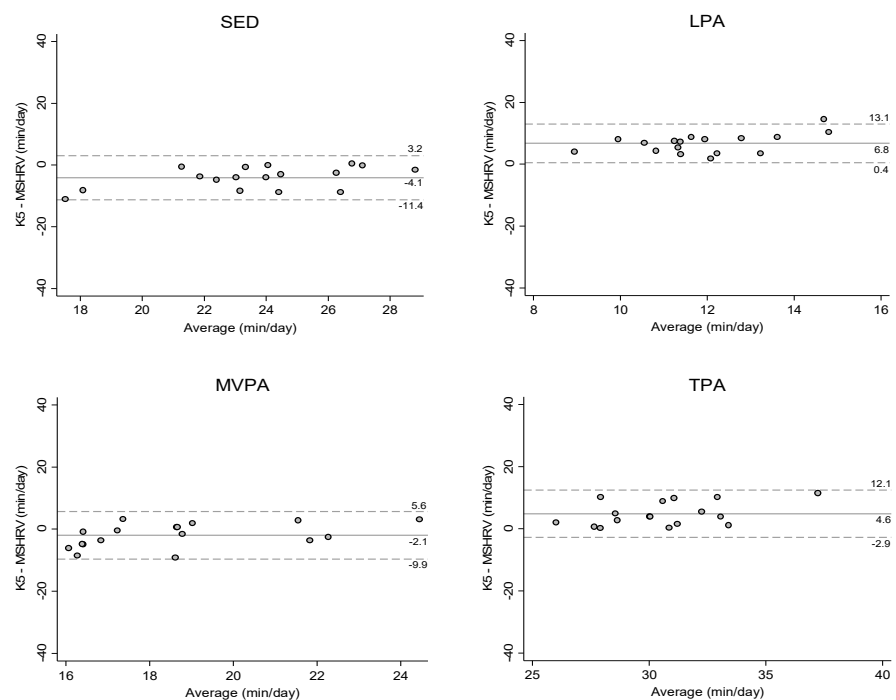 SED
K5 - MSHRV (min/day)
40
20
0
-20
-40
3.2
-4.1
-11.4
18 20 22 24 26 28
Average (min/day)
LPA
K5 - MSHRV (min/day)
40
20
0
-20
-40
13.1
6.8
0.4
8 10 12 14 16
Average (min/day)
MVPA
K5 - MSHRV (min/day)
40
20
0
-20
-40
5.6
-2.1
-9.9
16 18 20 22 24
Average (min/day)
TPA
K5 - MSHRV (min/day)
40
20
0
-20
-40
12.1
4.6
-2.9
25 30 35 40
Average (min/day)